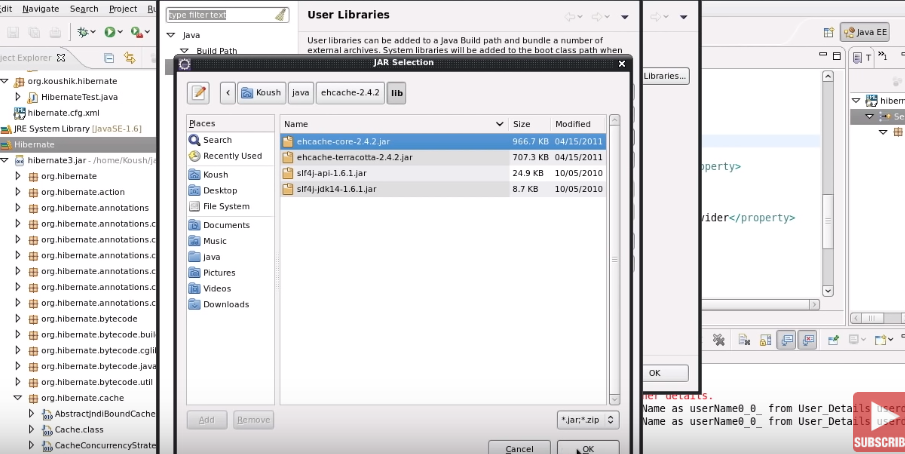 dit Navigate Search Project Ru
type filter text
User Libraries
Java
Build Path
User libraries can be added to a Java Build path and bundle a number of
external archives. System libraries will be added to the boot class path when
Java EE
ject Explorer
org.koushik.hibernate
HibernateTest.java
hibernate.cfg.xml
JRE System Library [JavaSE-1.6]
Hibernate
hibernate3.jar - /home/Koush/ja
org.hibernate
org.hibernate.action
org.hibernate.annotations
org.hibernate.annotations.c
org.hibernate.annotations.c
org.hibernate.annotations.c
org.hibernate.annotations.c
org.hibernate.annotations.c
org.hibernate.bytecode
org.hibernate.bytecode.buil
org.hibernate.bytecode.cglib
org.hibernate.bytecode.java
org.hibernate.bytecode.util
org.hibernate.cache
AbstractJndiBoundCache
Cache.class
CacheConcurrencyStrate
JAR Selection
Koush java ehcache-2.4.2 lib
Places
Search
Recently Used
Koush
Desktop
File System
Documents
Music
java
Pictures
Videos
Downloads
Add Remove
Name Size Modified
ehcache-core-2.4.2.jar 966.7 KB 04/15/2011
ehcache-terracotta-2.4.2.jar 707.3 KB 04/15/2011
slf4j-api-1.6.1.jar 24.9 KB 10/05/2010
slf4j-jdk14-1.6.1.jar 8.7 KB 10/05/2010
*.jar;*.zip
Cancel OK
Libraries...
OK
operty>
vider</property>
hibern
Se
her details.
Name as userName0_0_ from User_Details userd
Name as userName0_0_ from User_Details userd
SUBSCRIB